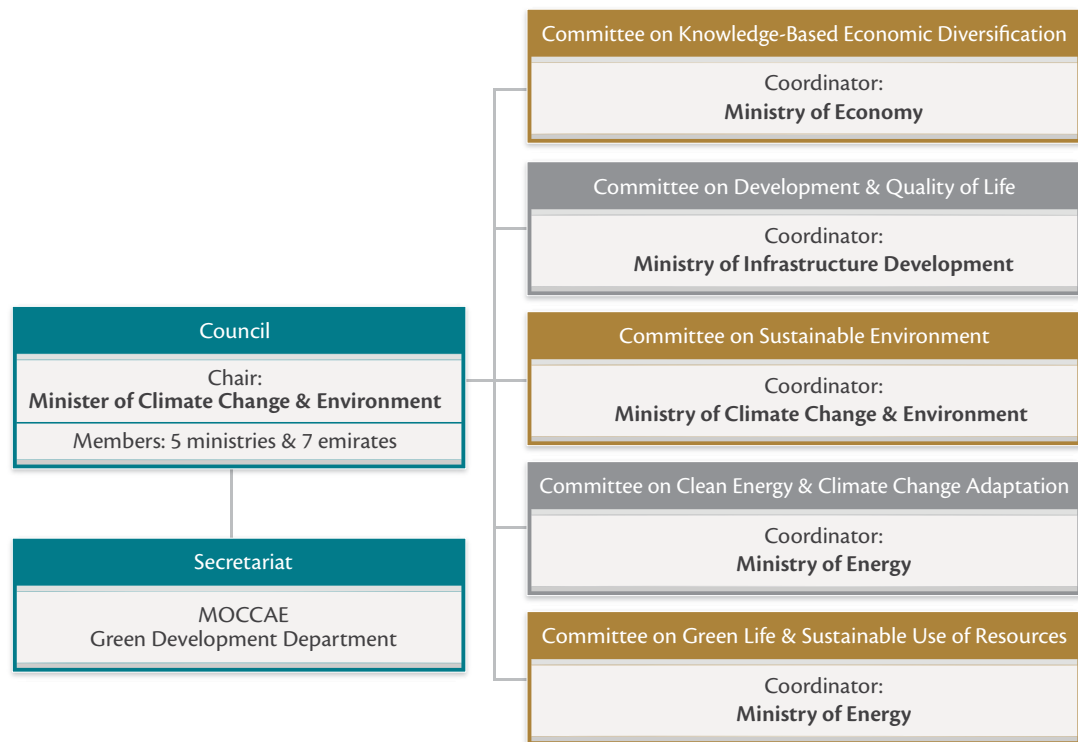 Committee on Knowledge-Based Economic Diversification
Coordinator:
Ministry of Economy
Committee on Development & Quality of Life
Coordinator:
Ministry of Infrastructure Development
Council
Chair:
Minister of Climate Change & Environment
Members: 5 ministries & 7 emirates
Committee on Sustainable Environment
Coordinator:
Ministry of Climate Change & Environment
Committee on Clean Energy & Climate Change Adaptation
Coordinator:
Ministry of Energy
Secretariat
MOCCAE
Green Development Department
Committee on Green Life & Sustainable Use of Resources
Coordinator:
Ministry of Energy